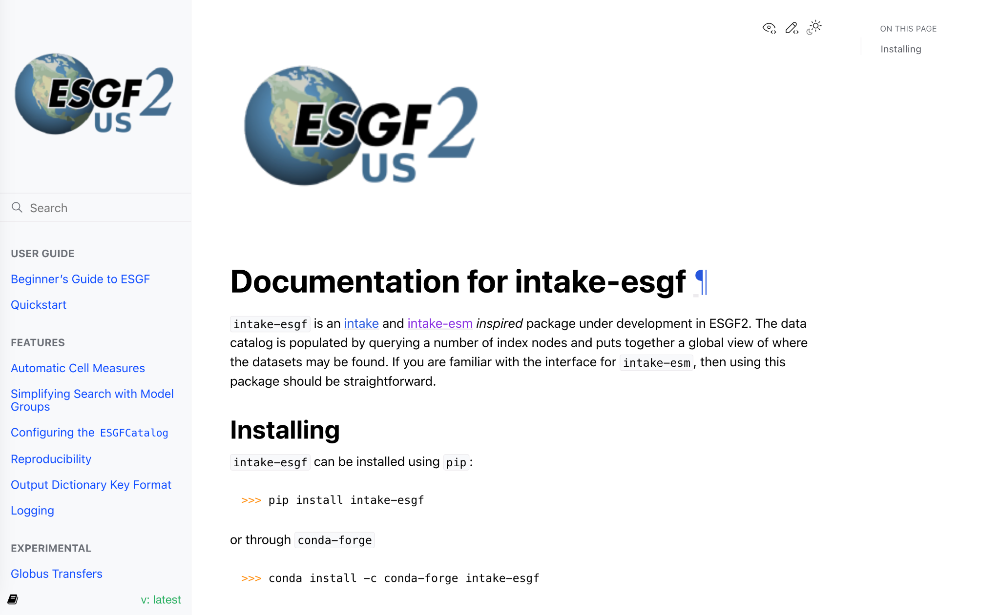 ESGF2
US
Search
USER GUIDE
Beginner’s Guide to ESGF
Quickstart
FEATURES
Automatic Cell Measures
Simplifying Search with Model
Groups
Configuring the ESGFCatalog
Reproducibility
Output Dictionary Key Format
Logging
EXPERIMENTAL
Globus Transfers
v: latest
ESGF2
US
Documentation for intake-esgf ¶
intake-esgf is an intake and intake-esm inspired package under development in ESGF2. The data
catalog is populated by querying a number of index nodes and puts together a global view of where
the datasets may be found. If you are familiar with the interface for intake-esm, then using this
package should be straightforward.
Installing
intake-esgf can be installed using pip:
>>> pip install intake-esgf
or through conda-forge
>>> conda install -c conda-forge intake-esgf
ON THIS PAGE
Installing